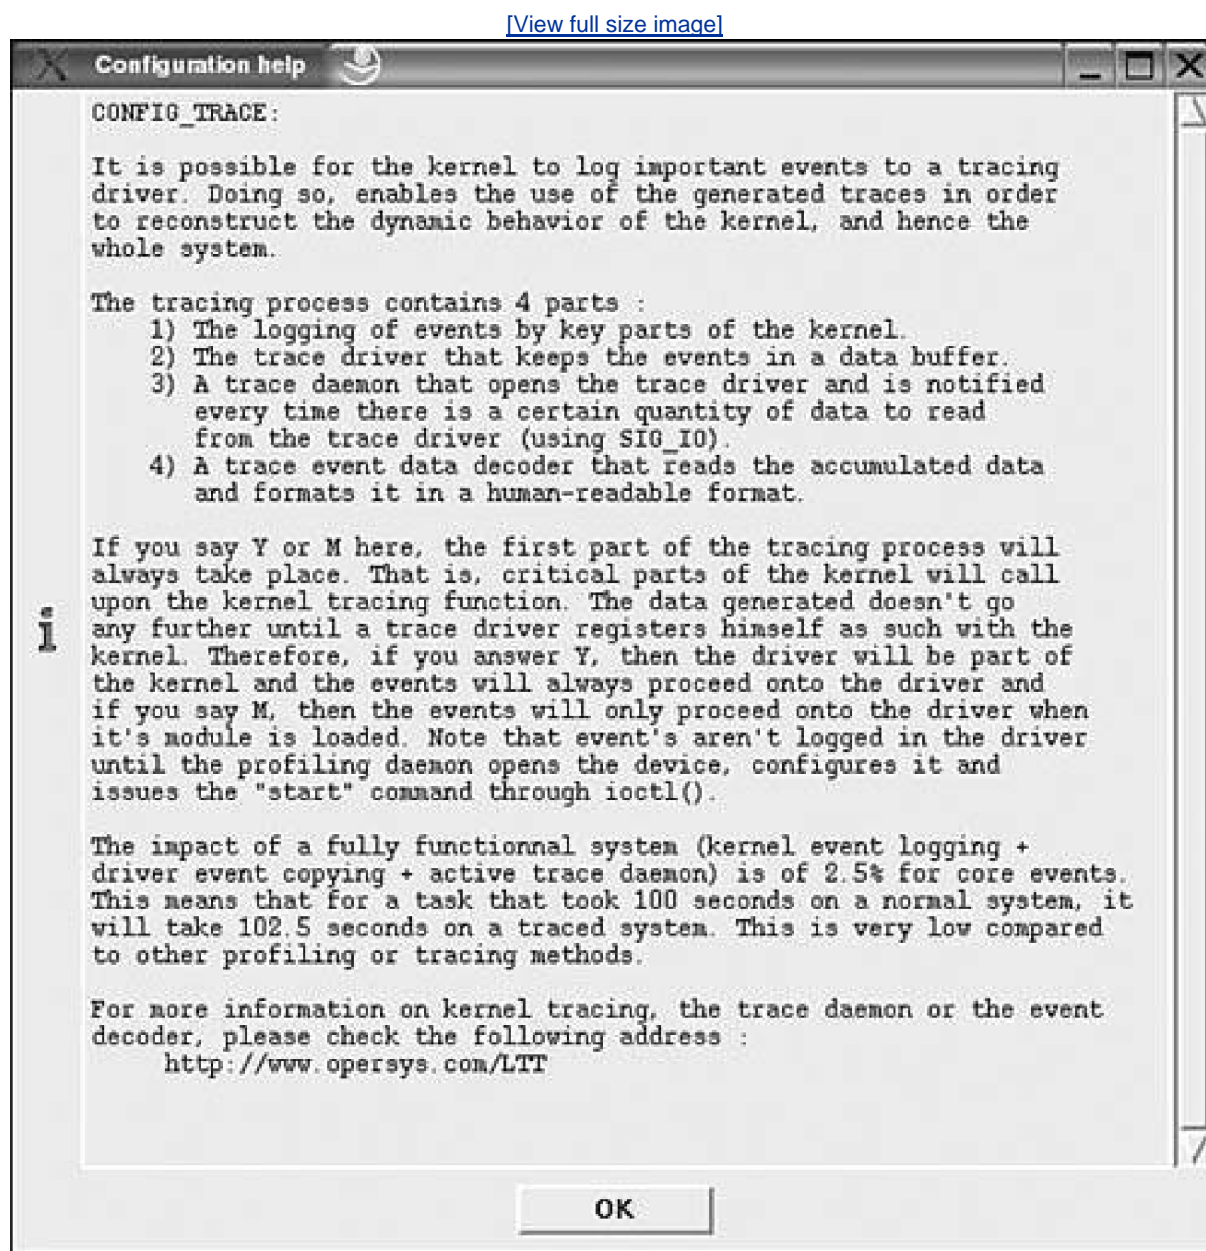 [View full size image]
Configuration help
CONFIG_TRACE:
It is possible for the kernel to log important events to a tracing
driver. Doing so, enables the use of the generated traces in order
to reconstruct the dynamic behavior of the kernel, and hence the
whole system.
The tracing process contains 4 parts :
1) The logging of events by key parts of the kernel.
2) The trace driver that keeps the events in a data buffer.
3) A trace daemon that opens the trace driver and is notified
every time there is a certain quantity of data to read
from the trace driver (using SIG_IO).
4) A trace event data decoder that reads the accumulated data
and formats it in a human-readable format.
If you say Y or M here, the first part of the tracing process will
always take place. That is, critical parts of the kernel will call
upon the kernel tracing function. The data generated doesn't go
any further until a trace driver registers himself as such with the
kernel. Therefore, if you answer Y, then the driver will be part of
the kernel and the events will always proceed onto the driver and
if you say M, then the events will only proceed onto the driver when
it's module is loaded. Note that event's aren't logged in the driver
until the profiling daemon opens the device, configures it and
issues the "start" command through ioctl().
The impact of a fully functionnal system (kernel event logging +
driver event copying + active trace daemon) is of 2.5% for core events.
This means that for a task that took 100 seconds on a normal system, it
will take 102.5 seconds on a traced system. This is very low compared
to other profiling or tracing methods.
For more information on kernel tracing, the trace daemon or the event
decoder, please check the following address :
http://www.opersys.com/LTT
OK